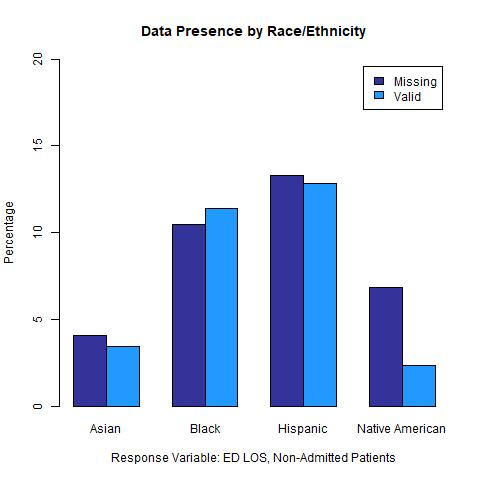 Data Presence by Race/Ethnicity
Missing
Valid
Percentage
20
15
10
5
0
Asian Black Hispanic Native American
Response Variable: ED LOS, Non-Admitted Patients